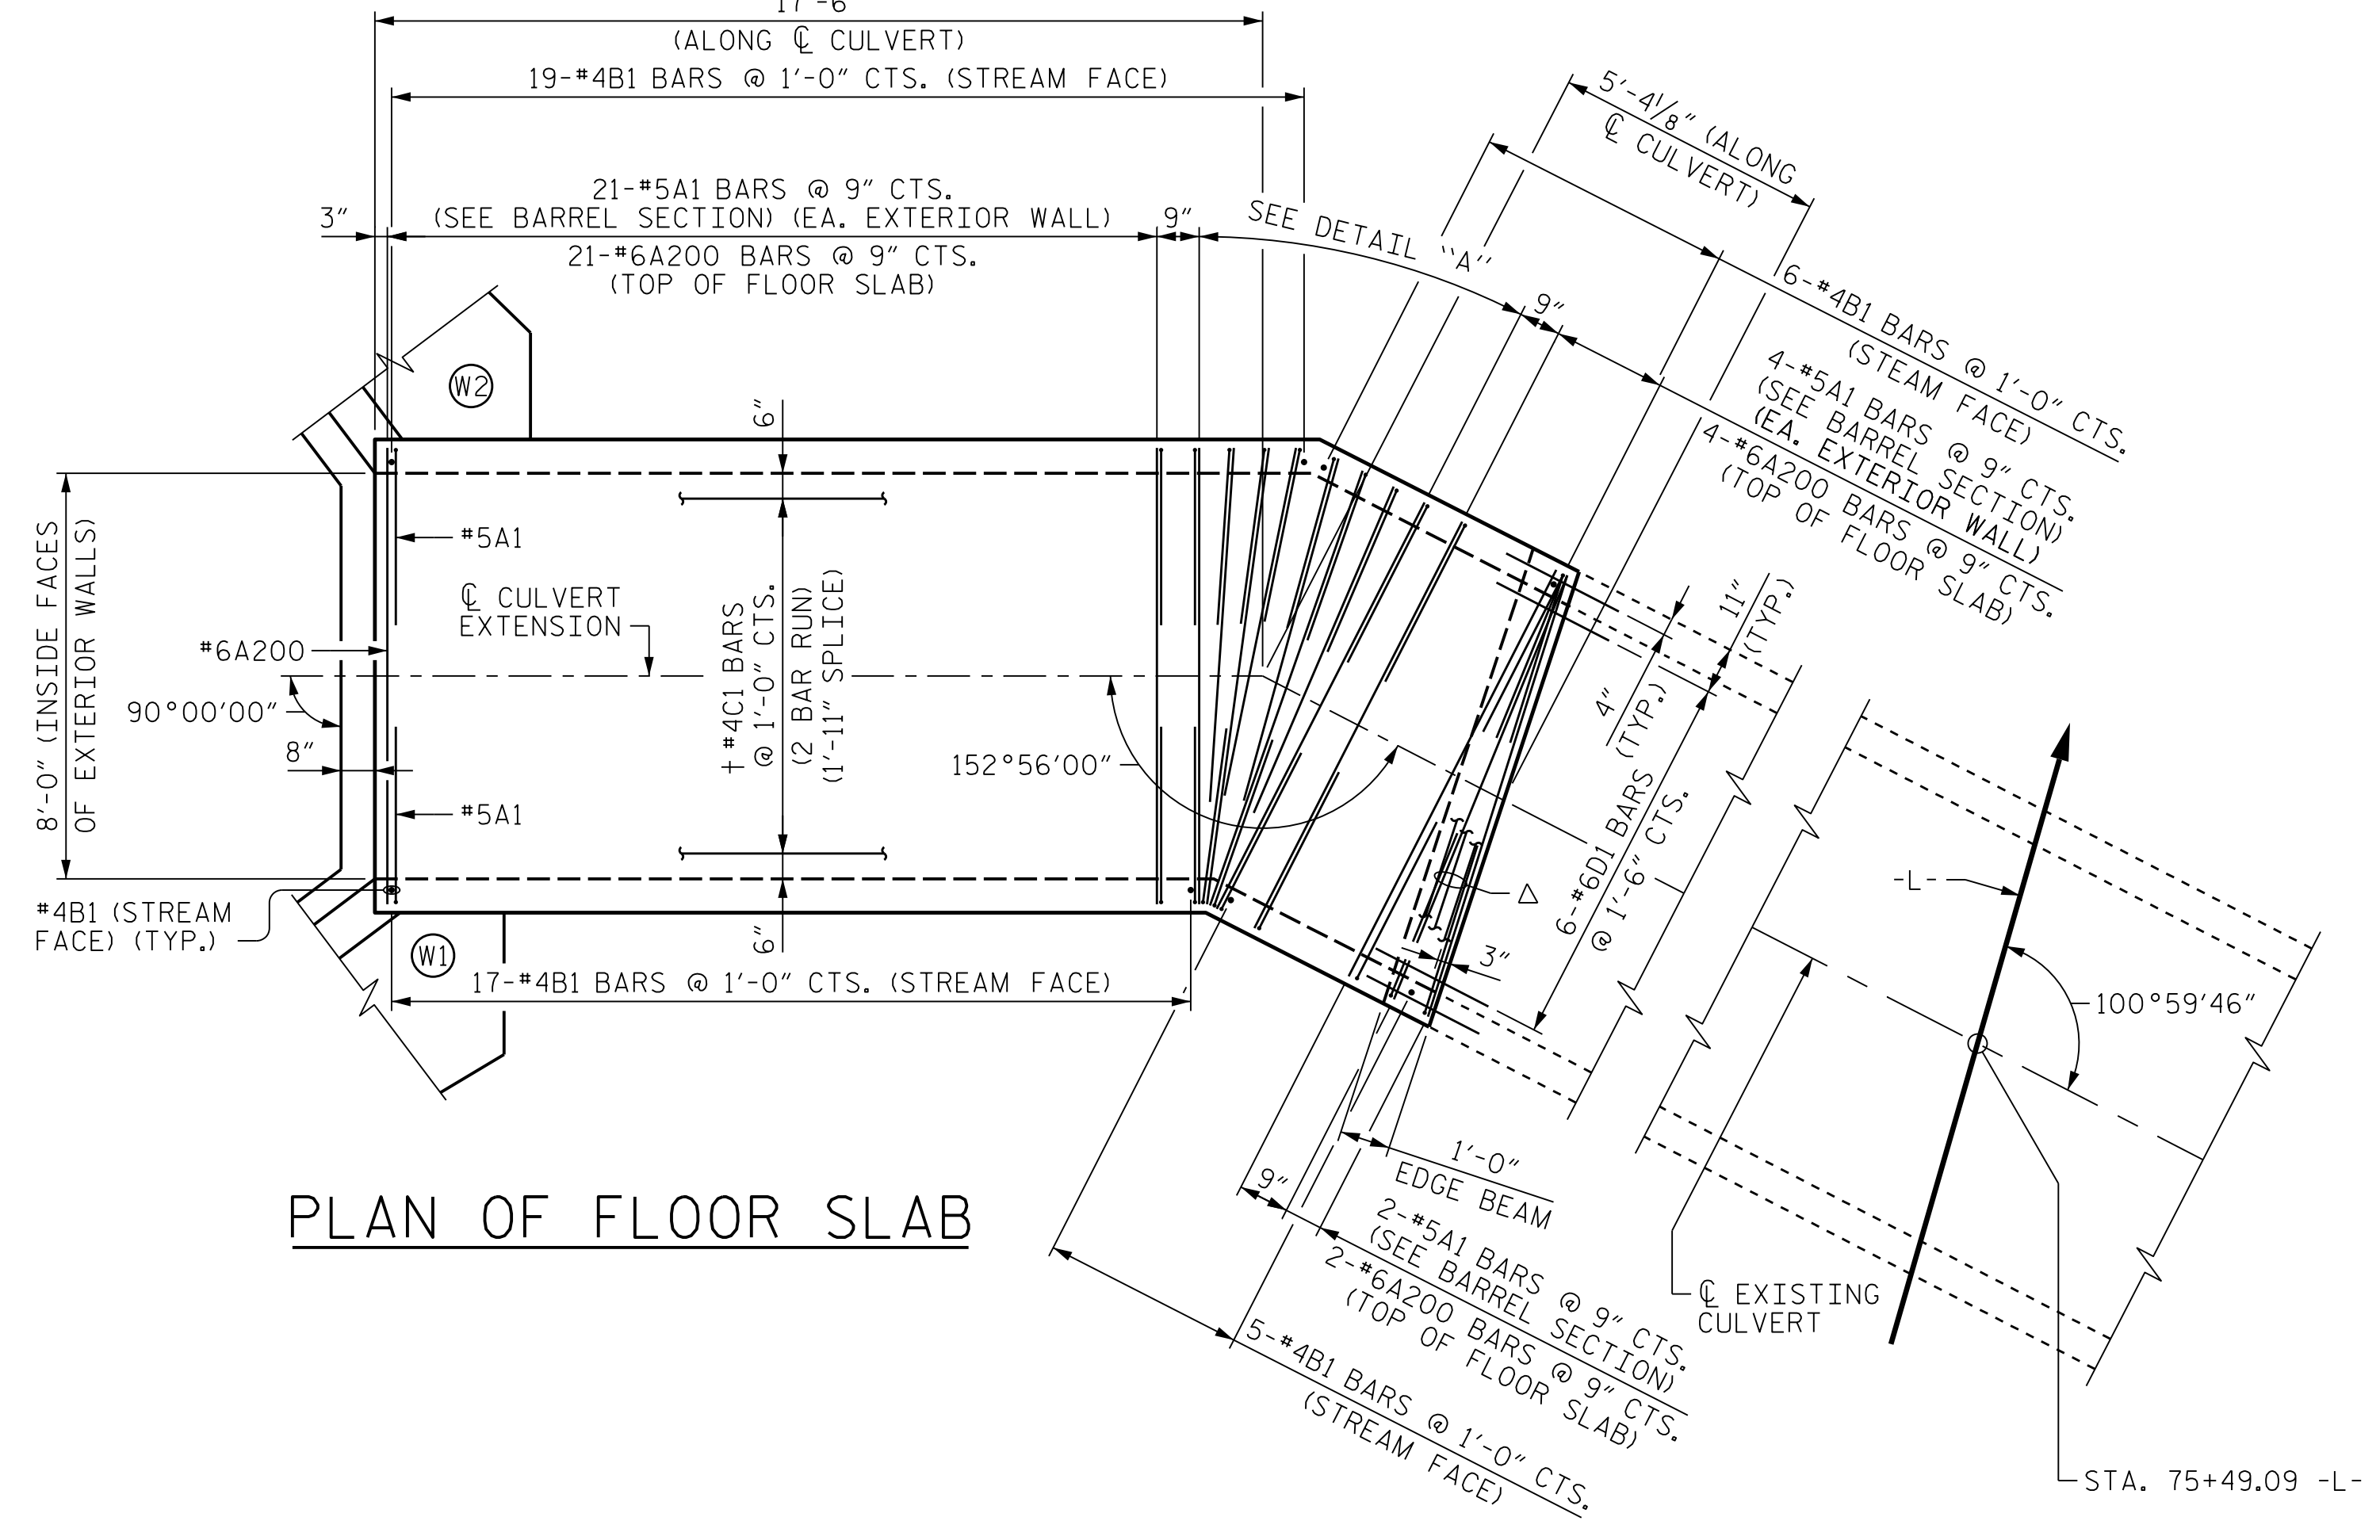 17'-6"
(ALONG ℄ CULVERT)
19-#4B1 BARS @ 1'-0" CTS. (STREAM FACE)
21-#5A1 BARS @ 9" CTS.
3"
(SEE BARREL SECTION) (EA. EXTERIOR WALL)
9"
21-#6A200 BARS @ 9" CTS.
(TOP OF FLOOR SLAB)
SEE DETAIL "A"
9"
5'-4 1/8" (ALONG
℄ CULVERT)
6-#4B1 BARS @ 1'-0" CTS.
(STEAM FACE)
4-#5A1 BARS @ 9" CTS.
(SEE BARREL SECTION)
(EA. EXTERIOR WALL)
4-#6A200 BARS @ 9" CTS.
(TOP OF FLOOR SLAB)
W2
6"
8'-0" (INSIDE FACES
OF EXTERIOR WALLS)
#5A1
℄ CULVERT
EXTENSION
#6A200
90°00'00"
8"
#5A1
† #4C1 BARS
@ 1'-0" CTS.
(2 BAR RUN)
(1'-11" SPLICE)
152°56'00"
11"
(TYP.)
4"
(TYP.)
6-#6D1 BARS
@ 1'-6" CTS.
Δ
3"
-L-
100°59'46"
#4B1 (STREAM
FACE) (TYP.)
W1
6"
17-#4B1 BARS @ 1'-0" CTS. (STREAM FACE)
1'-0"
EDGE BEAM
9"
2-#5A1 BARS @ 9" CTS.
(SEE BARREL SECTION)
2-#6A200 BARS @ 9" CTS.
(TOP OF FLOOR SLAB)
5-#4B1 BARS @ 1'-0" CTS.
(STREAM FACE)
℄ EXISTING
CULVERT
STA. 75+49.09 -L-
PLAN OF FLOOR SLAB